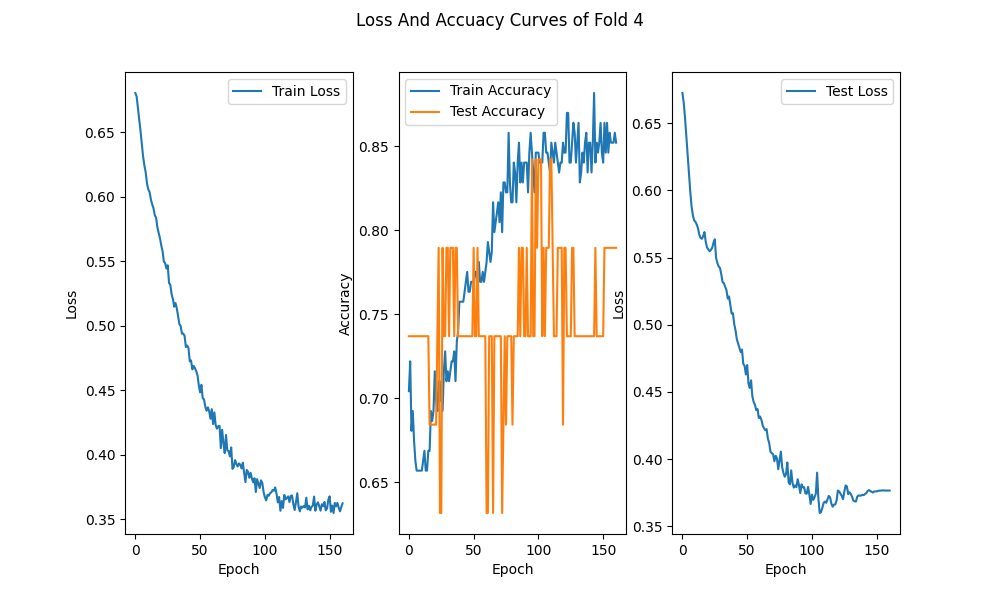 Loss And Accuacy Curves of Fold 4
Train Loss
0.65
0.60
0.55
0.50
0.45
0.40
0.35
Loss
0 50 100 150
Epoch
Train Accuracy
Test Accuracy
0.85
0.80
0.75
0.70
0.65
Accuracy
0 50 100 150
Epoch
Test Loss
0.65
0.60
0.55
0.50
0.45
0.40
0.35
Loss
0 50 100 150
Epoch